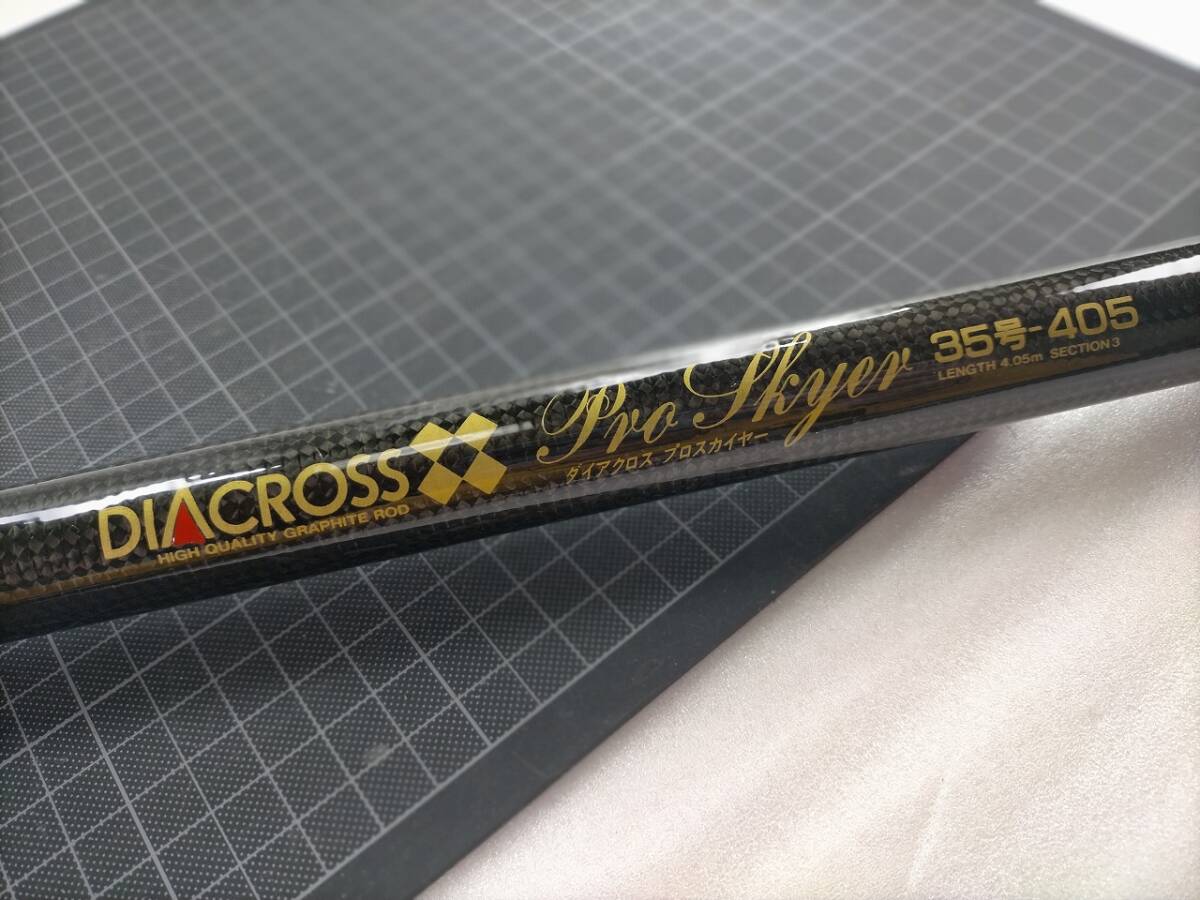 DIACROSS
HIGH QUALITY GRAPHITE ROD
Pro Skyer
ダイアクロス プロスカイヤー
35号-405
LENGTH 4.05m SECTION 3